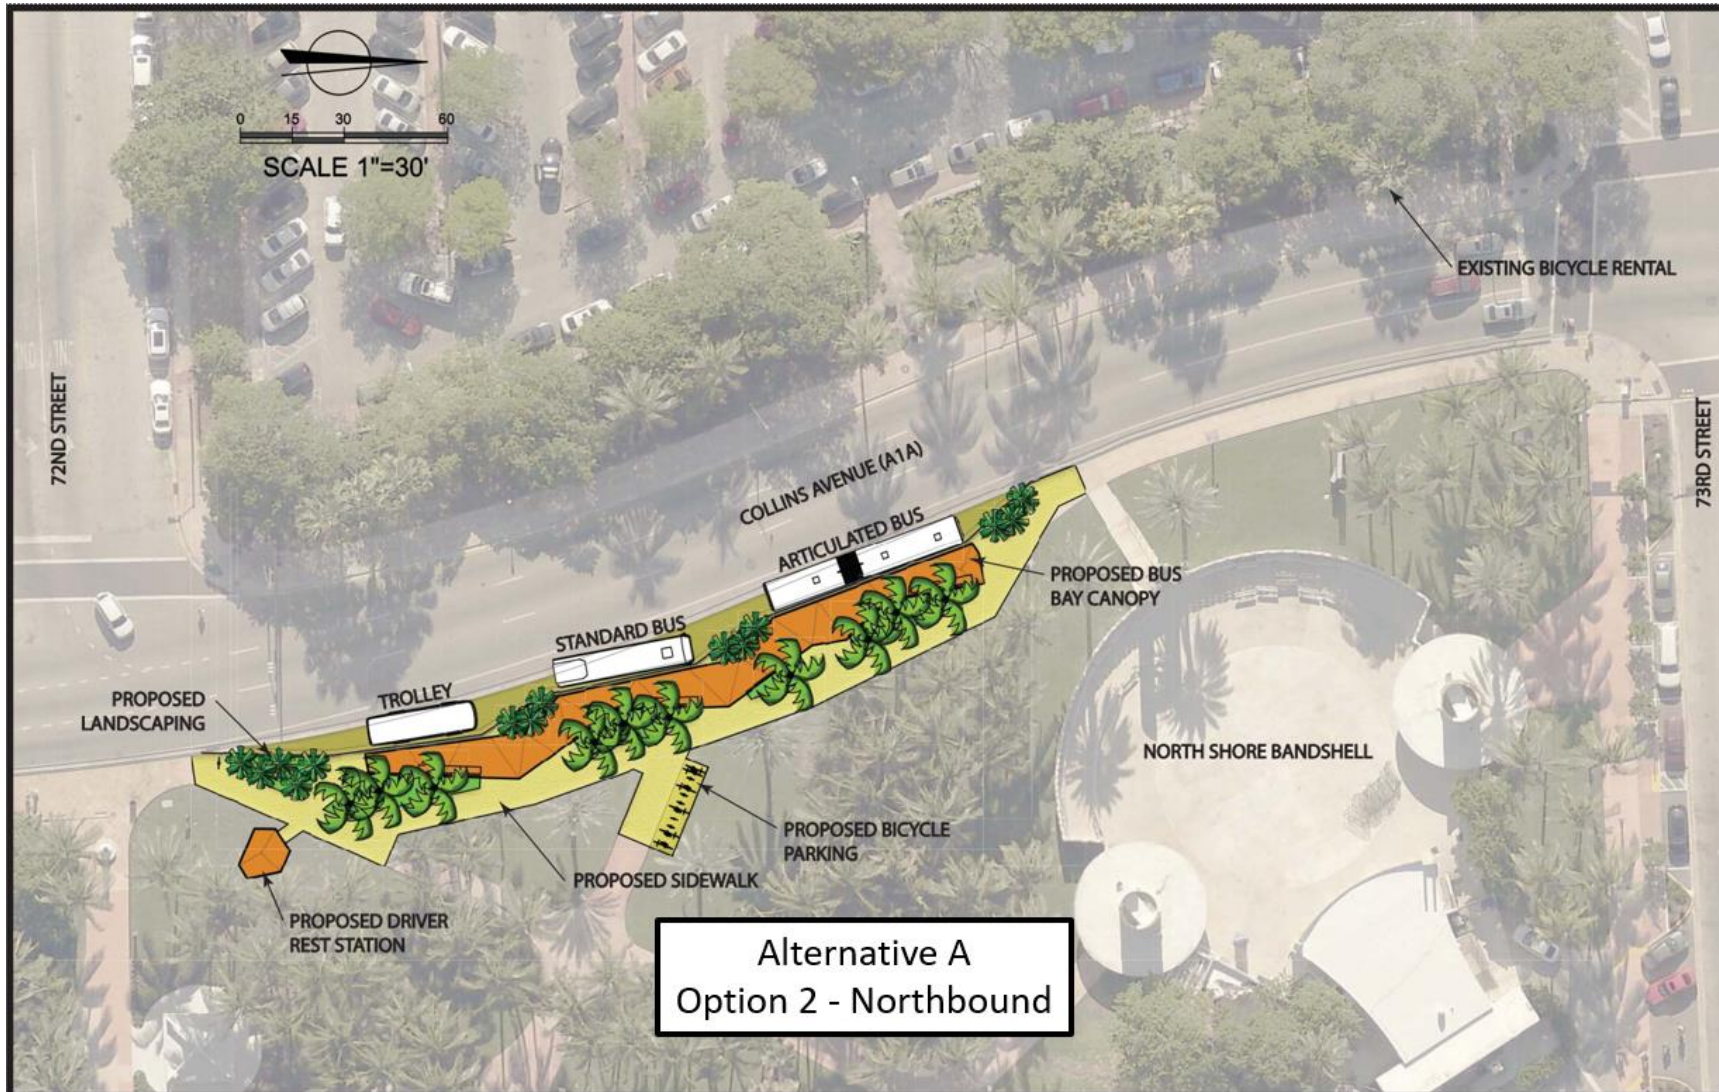 0 15 30 60
SCALE 1"=30'
EXISTING BICYCLE RENTAL
72ND STREET
73RD STREET
COLLINS AVENUE (A1A)
ARTICULATED BUS
PROPOSED BUS
BAY CANOPY
STANDARD BUS
TROLLEY
PROPOSED
LANDSCAPING
NORTH SHORE BANDSHELL
PROPOSED BICYCLE
PARKING
PROPOSED SIDEWALK
PROPOSED DRIVER
REST STATION
Alternative A
Option 2 - Northbound